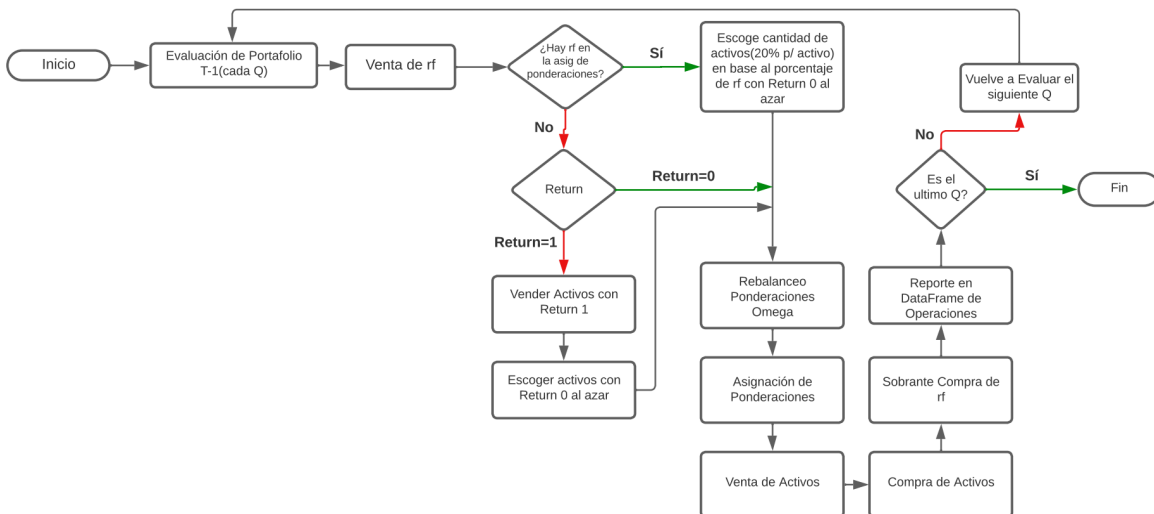 Inicio
Evaluación de Portafolio
T-1(cada Q)
Venta de rf
¿Hay rf en
la asig de
ponderaciones?
Sí
Escoge cantidad de
activos(20% p/ activo)
en base al porcentaje
de rf con Return 0 al
azar
No
Return
Return=0
Return=1
Vender Activos con
Return 1
Escoger activos con
Return 0 al azar
Rebalanceo
Ponderaciones
Omega
Asignación de
Ponderaciones
Venta de Activos
Compra de Activos
Sobrante Compra de
rf
Reporte en
DataFrame de
Operaciones
Es el
ultimo Q?
No
Vuelve a Evaluar el
siguiente Q
Sí
Fin